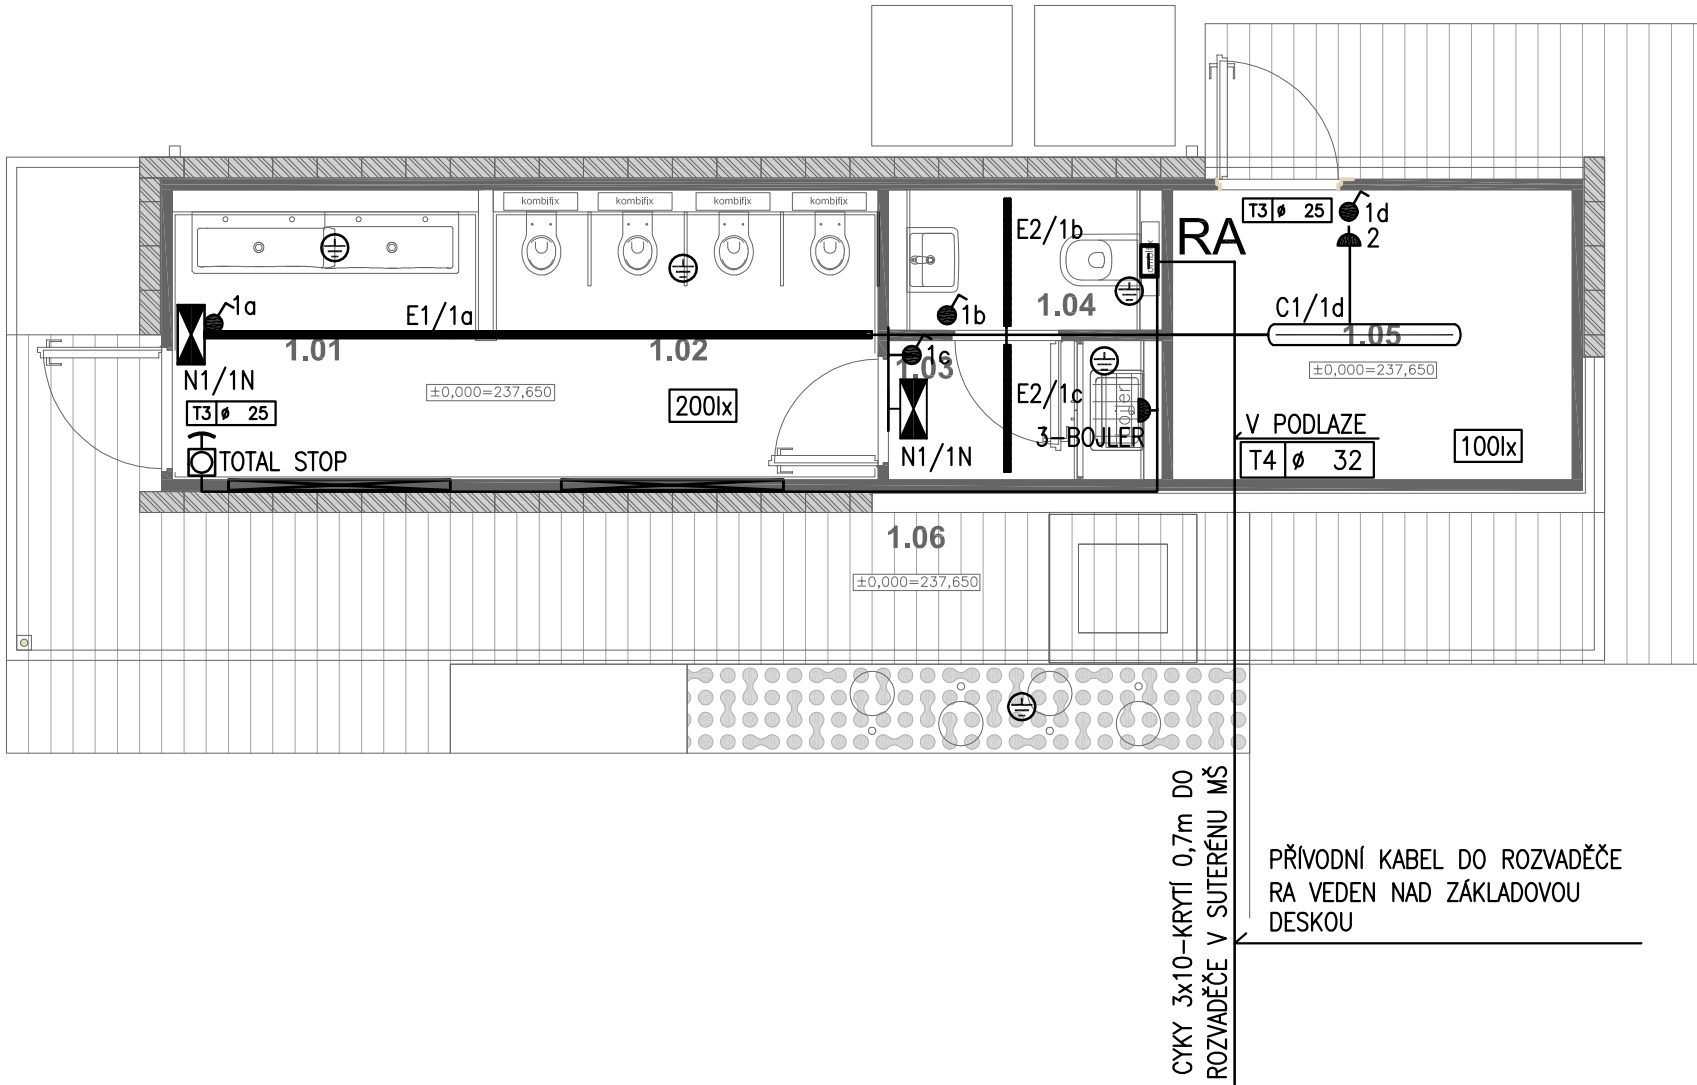 kombifix
kombifix
kombifix
kombifix
E2/1b
RA
T3 ø 25
1d
2
1a
E1/1a
1b
1.04
C1/1d
1.01
1.02
1c
1.03
1.05
N1/1N
±0,000=237,650
±0,000=237,650
T3 ø 25
200lx
E2/1c
bojler
V PODLAZE
3-BOJLER
N1/1N
100lx
TOTAL STOP
T4 ø 32
1.06
±0,000=237,650
CYKY 3x10-KRYTÍ 0,7m DO
ROZVADĚČE V SUTERÉNU MŠ
PŘÍVODNÍ KABEL DO ROZVADĚČE
RA VEDEN NAD ZÁKLADOVOU
DESKOU